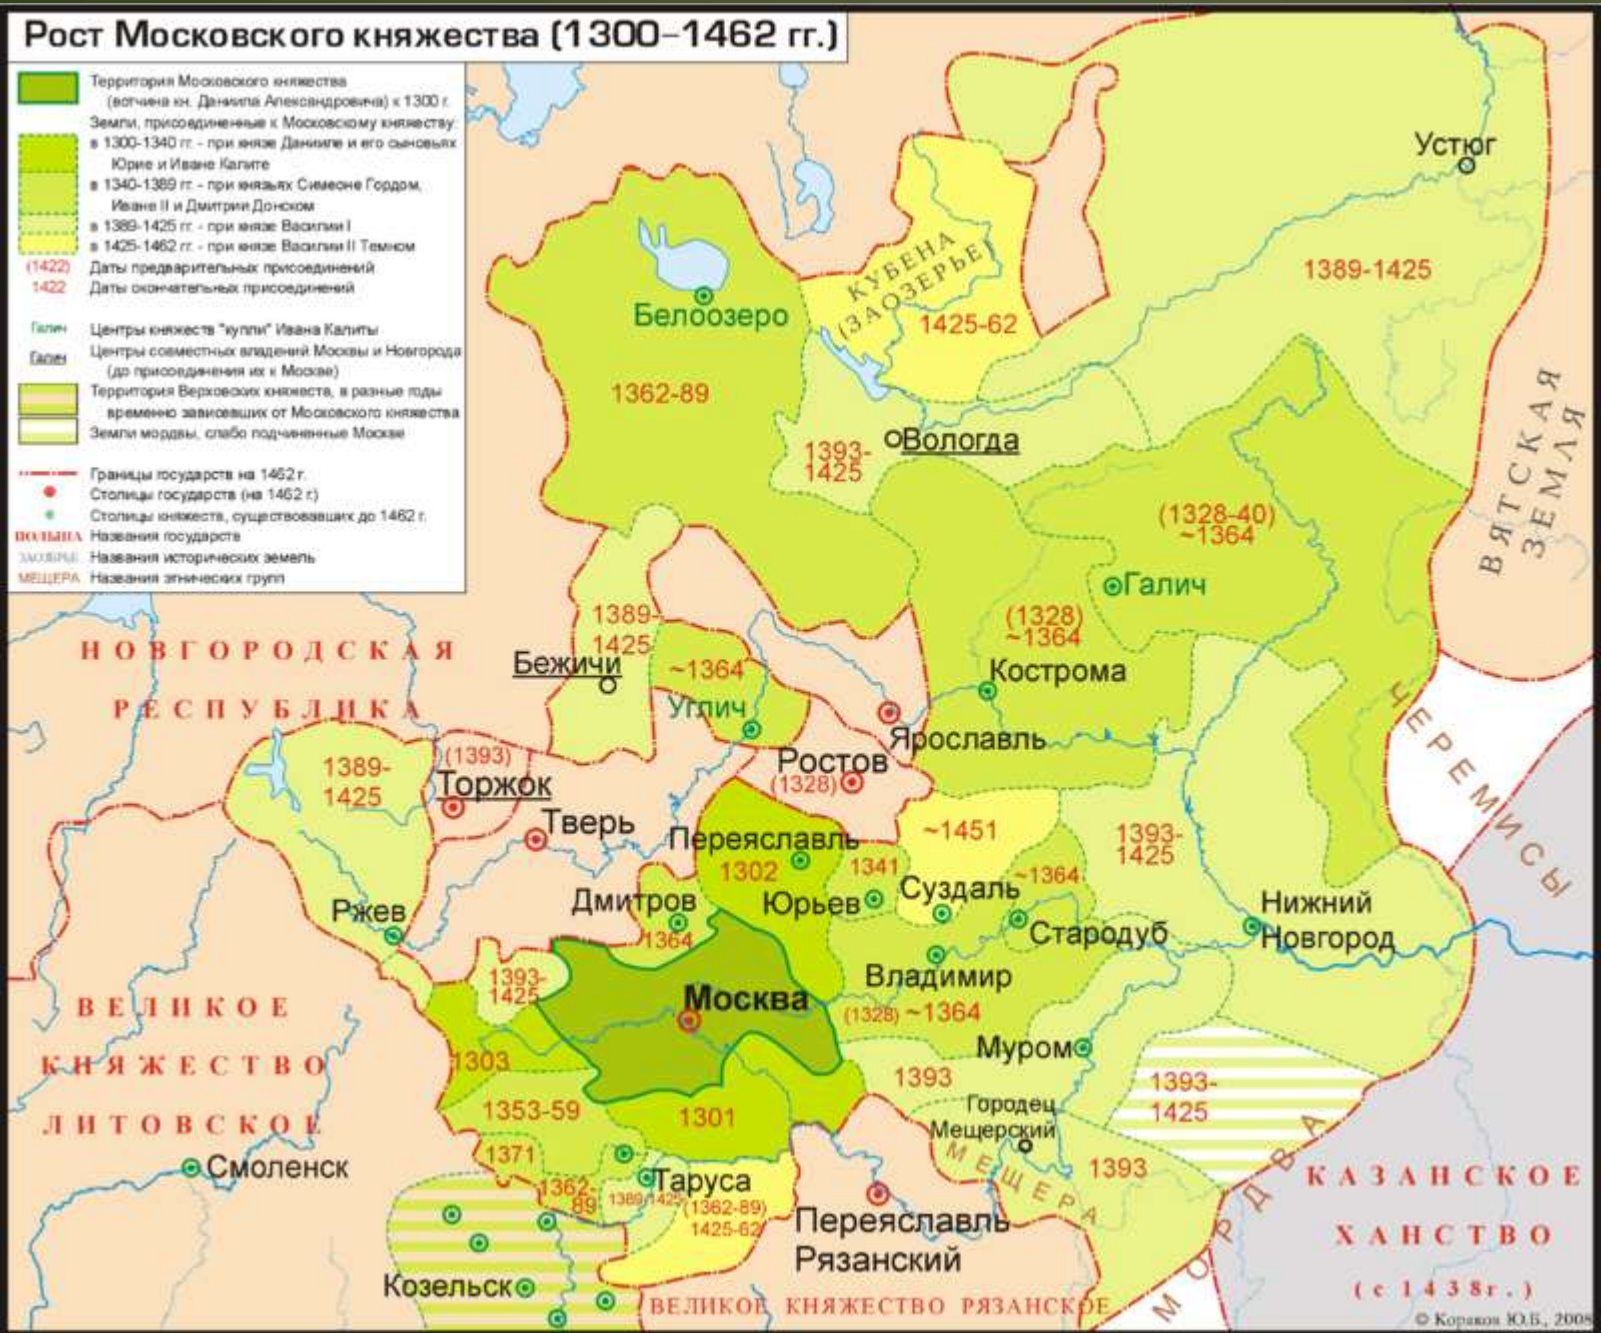 Рост Московского княжества (1300–1462 гг.)
Территория Московского княжества
(вотчина кн. Даниила Александровича) к 1300 г.
Земли, присоединенные к Московскому княжеству:
в 1300-1340 гг. - при князе Данииле и его сыновьях
Юрие и Иване Калите
в 1340-1389 гг. - при князьях Симеоне Гордом,
Иване II и Дмитрии Донском
в 1389-1425 гг. - при князе Василии I
в 1425-1462 гг. - при князе Василии II Темном
(1422) Даты предварительных присоединений
1422 Даты окончательных присоединений
Галич Центры княжеств "купли" Ивана Калиты
Галич Центры совместных владений Москвы и Новгорода
(до присоединения их к Москве)
Территория Верховских княжеств, в разные годы
временно зависевших от Московского княжества
Земли мордвы, слабо подчиненные Москве
Границы государств на 1462 г.
Столицы государств (на 1462 г.)
Столицы княжеств, существовавших до 1462 г.
ПОЛЬША Названия государств
ЗАОЗЕРЬЕ Названия исторических земель
МЕЩЕРА Названия этнических групп
Устюг
1389-1425
КУБЕНА
(ЗАОЗЕРЬЕ)
1425-62
Белоозеро
1362-89
Вологда
1393-
1425
ВЯТСКАЯ
ЗЕМЛЯ
(1328-40)
~1364
Галич
(1328)
~1364
Кострома
1389-
1425
Бежичи
~1364
Углич
НОВГОРОДСКАЯ
РЕСПУБЛИКА
Ярославль
Ростов
(1328)
ЧЕРЕМИСЫ
1389-
1425
(1393)
Торжок
Тверь
Переяславль
1302
1341
Юрьев
~1451
Суздаль
~1364
Стародуб
1393-
1425
Нижний
Новгород
Ржев
Дмитров
1364
1393-
1425
Москва
Владимир
(1328) ~1364
Муром
ВЕЛИКОЕ
КНЯЖЕСТВО
ЛИТОВСКОЕ
1303
1353-59
1301
1393
1393-
1425
Городец
Мещерский
МЕЩЕРА
1393
МОРДВА
Смоленск
1371
1362-
89
1389-1425
Таруса
(1362-89)
1425-62
Переяславль
Рязанский
Козельск
ВЕЛИКОЕ КНЯЖЕСТВО РЯЗАНСКОЕ
КАЗАНСКОЕ
ХАНСТВО
(с 1438г.)
© Коряков Ю.Б., 2008